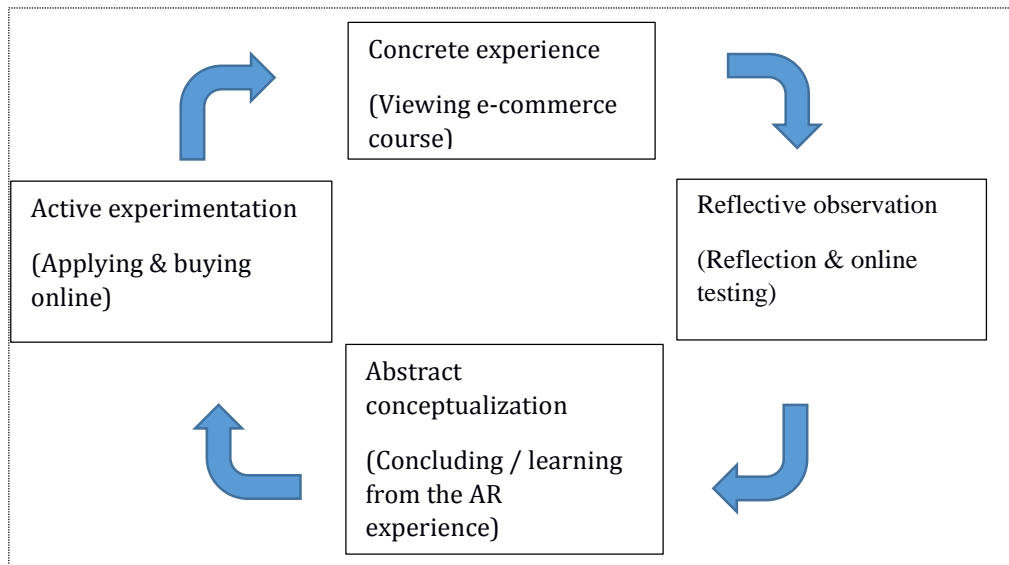 Concrete experience
(Viewing e-commerce
course)
Active experimentation
(Applying & buying
online)
Reflective observation
(Reflection & online
testing)
Abstract
conceptualization
(Concluding / learning
from the AR
experience)